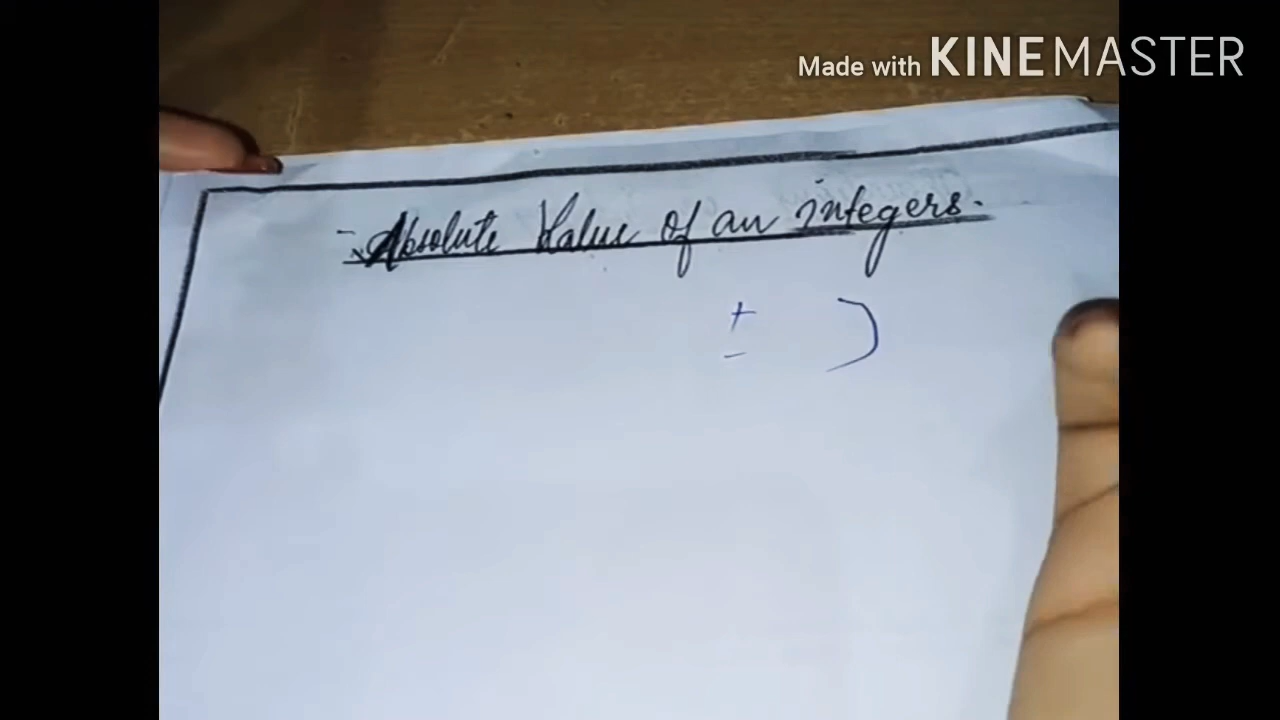 Made with KINEMASTER
Absolute Value of an integers.
+
- )